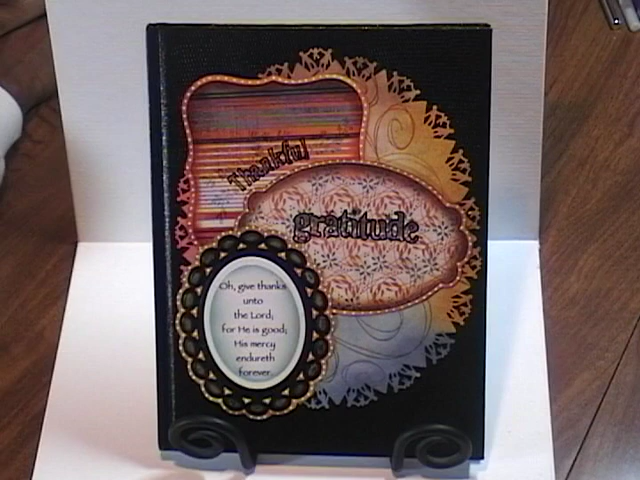 Thankful
gratitude
Oh, give thanks
unto
the Lord;
for He is good;
His mercy
endureth
forever.